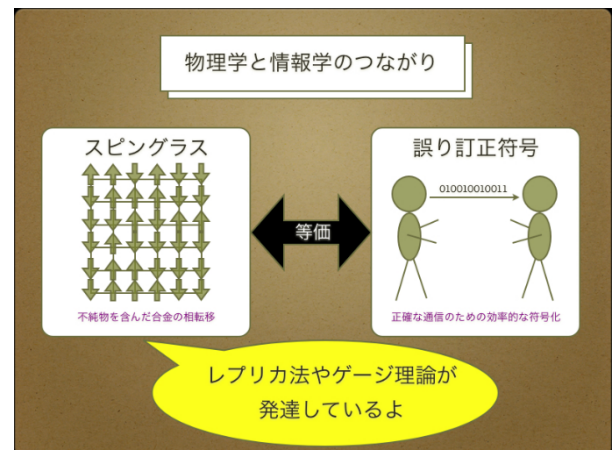 物理学と情報学のつながり
スピングラス
不純物を含んだ合金の相転移
等価
誤り訂正符号
010010010011
正確な通信のための効率的な符号化
レプリカ法やゲージ理論が
発達しているよ